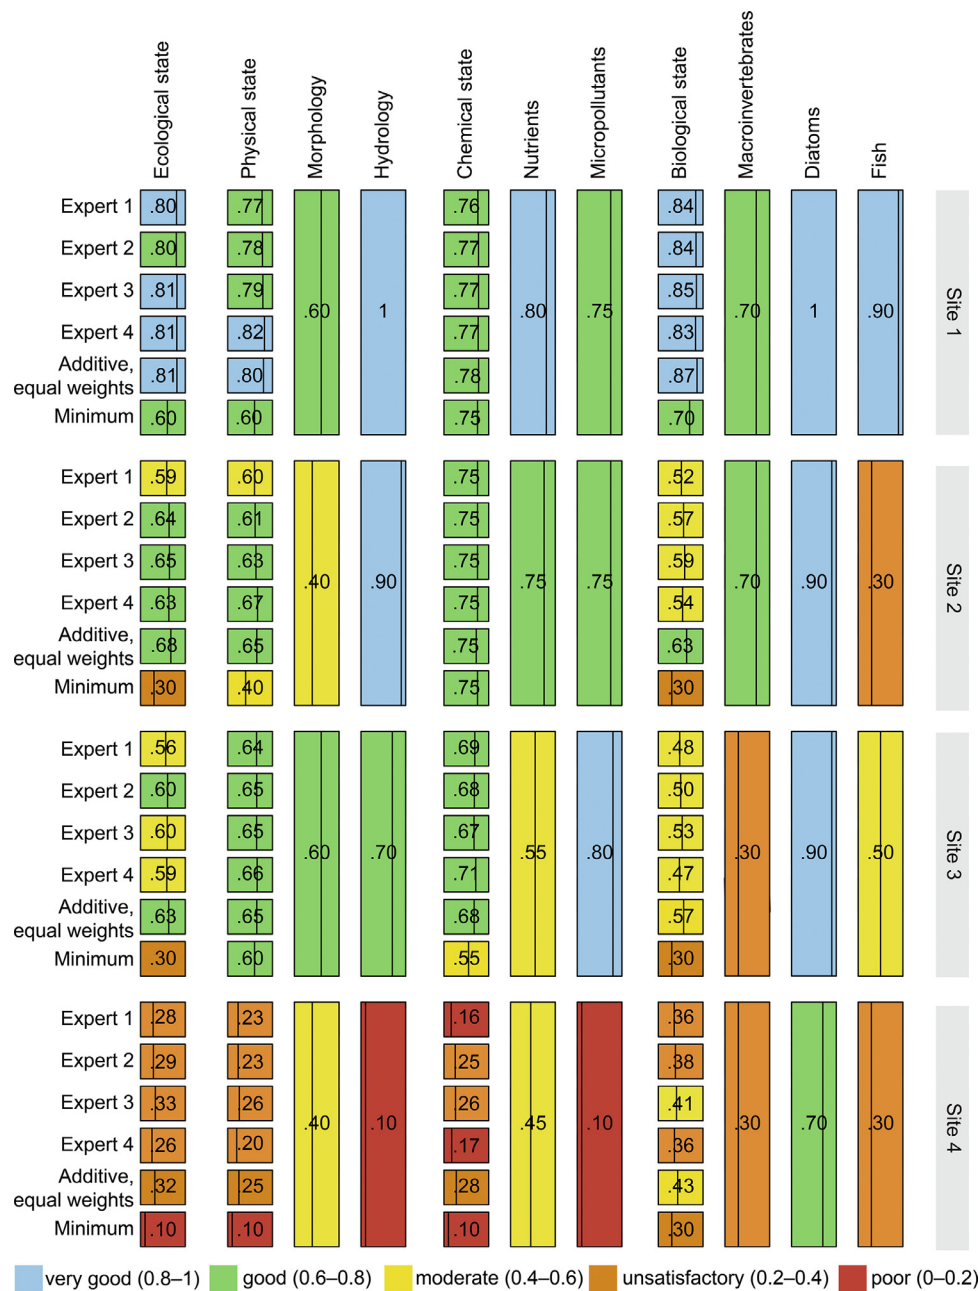 Ecological state Physical state Morphology Hydrology Chemical state Nutrients Micropollutants Biological state Macroinvertebrates Diatoms Fish
Site 1
Expert 1 .80 .77 .76 .84
Expert 2 .80 .78 .77 .84
Expert 3 .81 .79 .77 .85
.60 1 .80 .75 .70 1 .90
Expert 4 .81 .82 .77 .83
Additive,
equal weights .81 .80 .78 .87
Minimum .60 .60 .75 .70
Site 2
Expert 1 .59 .60 .75 .52
Expert 2 .64 .61 .75 .57
Expert 3 .65 .63 .75 .59
.40 .90 .75 .75 .70 .90 .30
Expert 4 .63 .67 .75 .54
Additive,
equal weights .68 .65 .75 .63
Minimum .30 .40 .75 .30
Site 3
Expert 1 .56 .64 .69 .48
Expert 2 .60 .65 .68 .50
Expert 3 .60 .65 .67 .53
.60 .70 .55 .80 .30 .90 .50
Expert 4 .59 .66 .71 .47
Additive,
equal weights .63 .65 .68 .57
Minimum .30 .60 .55 .30
Site 4
Expert 1 .28 .23 .16 .36
Expert 2 .29 .23 .25 .38
Expert 3 .33 .26 .26 .41
.40 .10 .45 .10 .30 .70 .30
Expert 4 .26 .20 .17 .36
Additive,
equal weights .32 .25 .28 .43
Minimum .10 .10 .10 .30
very good (0.8–1) good (0.6–0.8) moderate (0.4–0.6) unsatisfactory (0.2–0.4) poor (0–0.2)